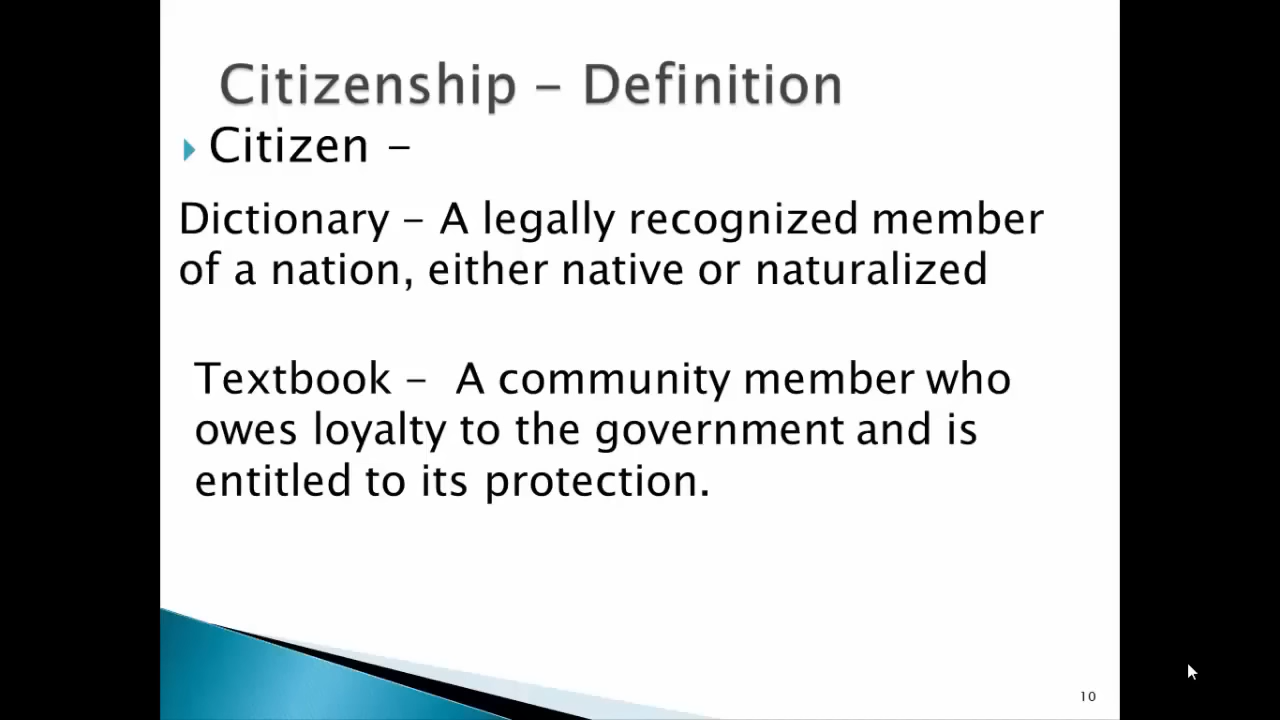 Citizenship – Definition
Citizen –
Dictionary – A legally recognized member
of a nation, either native or naturalized
Textbook – A community member who
owes loyalty to the government and is
entitled to its protection.
10